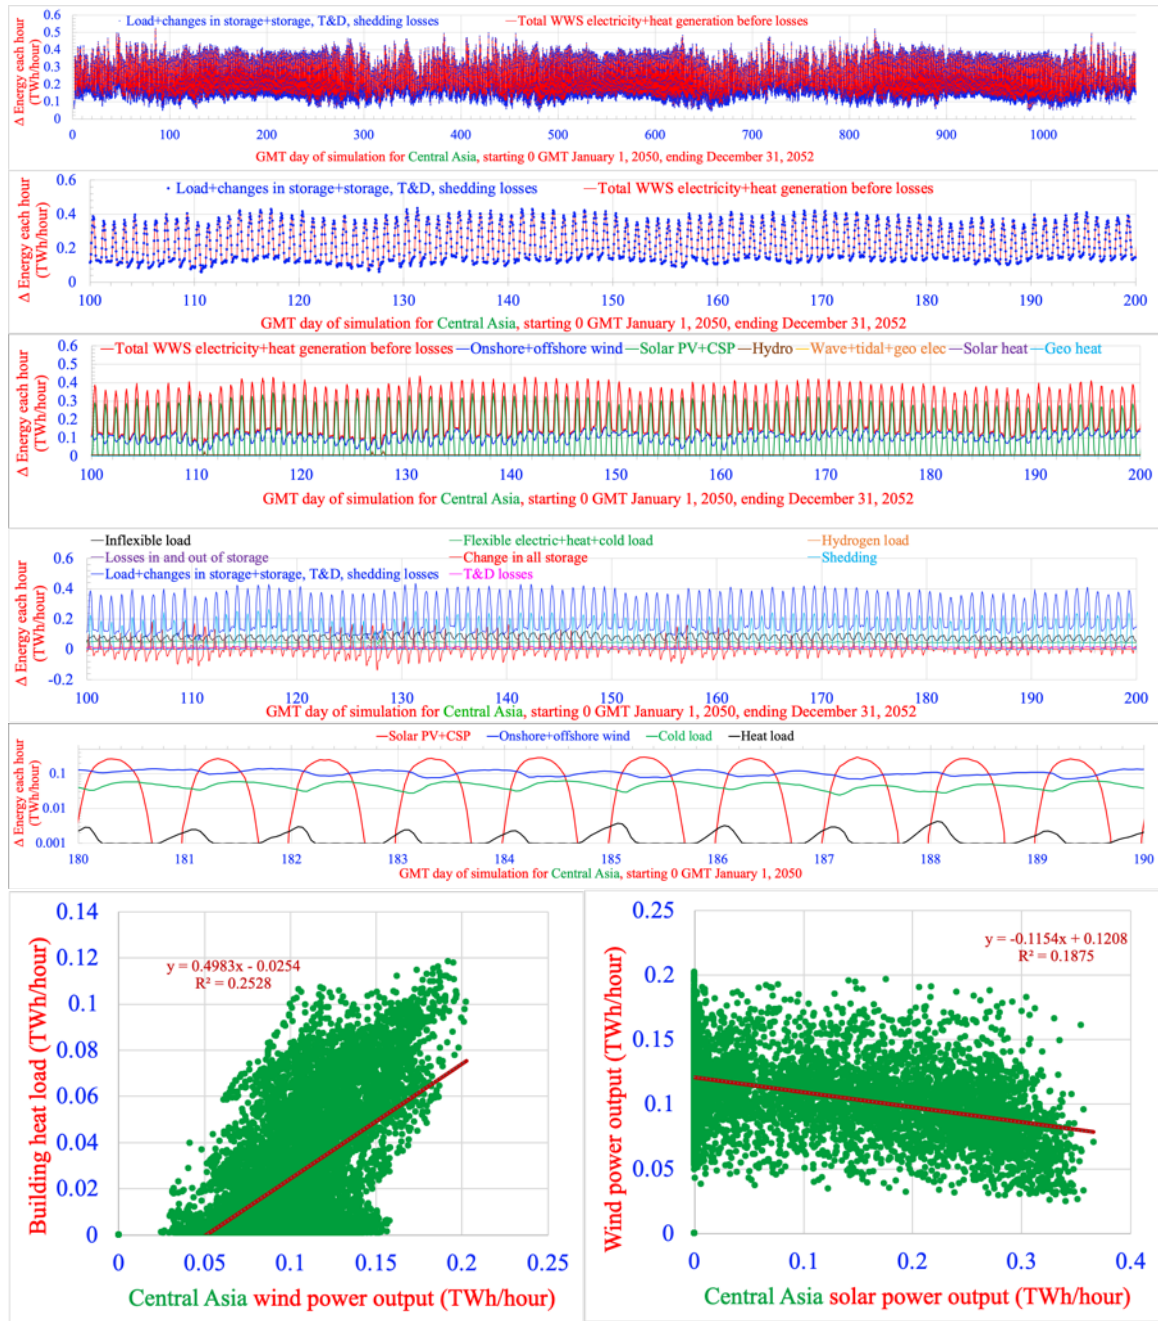 Load+changes in storage+storage, T&D, shedding losses
Total WWS electricity+heat generation before losses
Δ Energy each hour
(TWh/hour)
0.6
0.5
0.4
0.3
0.2
0.1
0
0 100 200 300 400 500 600 700 800 900 1000
GMT day of simulation for Central Asia, starting 0 GMT January 1, 2050, ending December 31, 2052
Load+changes in storage+storage, T&D, shedding losses
Total WWS electricity+heat generation before losses
Δ Energy each hour
(TWh/hour)
0.6
0.4
0.2
0
100 110 120 130 140 150 160 170 180 190 200
GMT day of simulation for Central Asia, starting 0 GMT January 1, 2050, ending December 31, 2052
Total WWS electricity+heat generation before losses
Onshore+offshore wind
Solar PV+CSP
Hydro
Wave+tidal+geo elec
Solar heat
Geo heat
Δ Energy each hour
(TWh/hour)
0.6
0.5
0.4
0.3
0.2
0.1
0
100 110 120 130 140 150 160 170 180 190 200
GMT day of simulation for Central Asia, starting 0 GMT January 1, 2050, ending December 31, 2052
Inflexible load
Flexible electric+heat+cold load
Hydrogen load
Losses in and out of storage
Change in all storage
Shedding
Load+changes in storage+storage, T&D, shedding losses
T&D losses
Δ Energy each hour
(TWh/hour)
0.6
0.4
0.2
0
-0.2
100 110 120 130 140 150 160 170 180 190 200
GMT day of simulation for Central Asia, starting 0 GMT January 1, 2050, ending December 31, 2052
Solar PV+CSP
Onshore+offshore wind
Cold load
Heat load
Δ Energy each hour
(TWh/hour)
0.1
0.01
0.001
180 181 182 183 184 185 186 187 188 189 190
GMT day of simulation for Central Asia, starting 0 GMT January 1, 2050
Building heat load (TWh/hour)
0.14
0.12
0.1
0.08
0.06
0.04
0.02
0
y = 0.4983x - 0.0254
R² = 0.2528
0 0.05 0.1 0.15 0.2 0.25
Central Asia wind power output (TWh/hour)
Wind power output (TWh/hour)
0.25
0.2
0.15
0.1
0.05
0
y = -0.1154x + 0.1208
R² = 0.1875
0 0.1 0.2 0.3 0.4
Central Asia solar power output (TWh/hour)